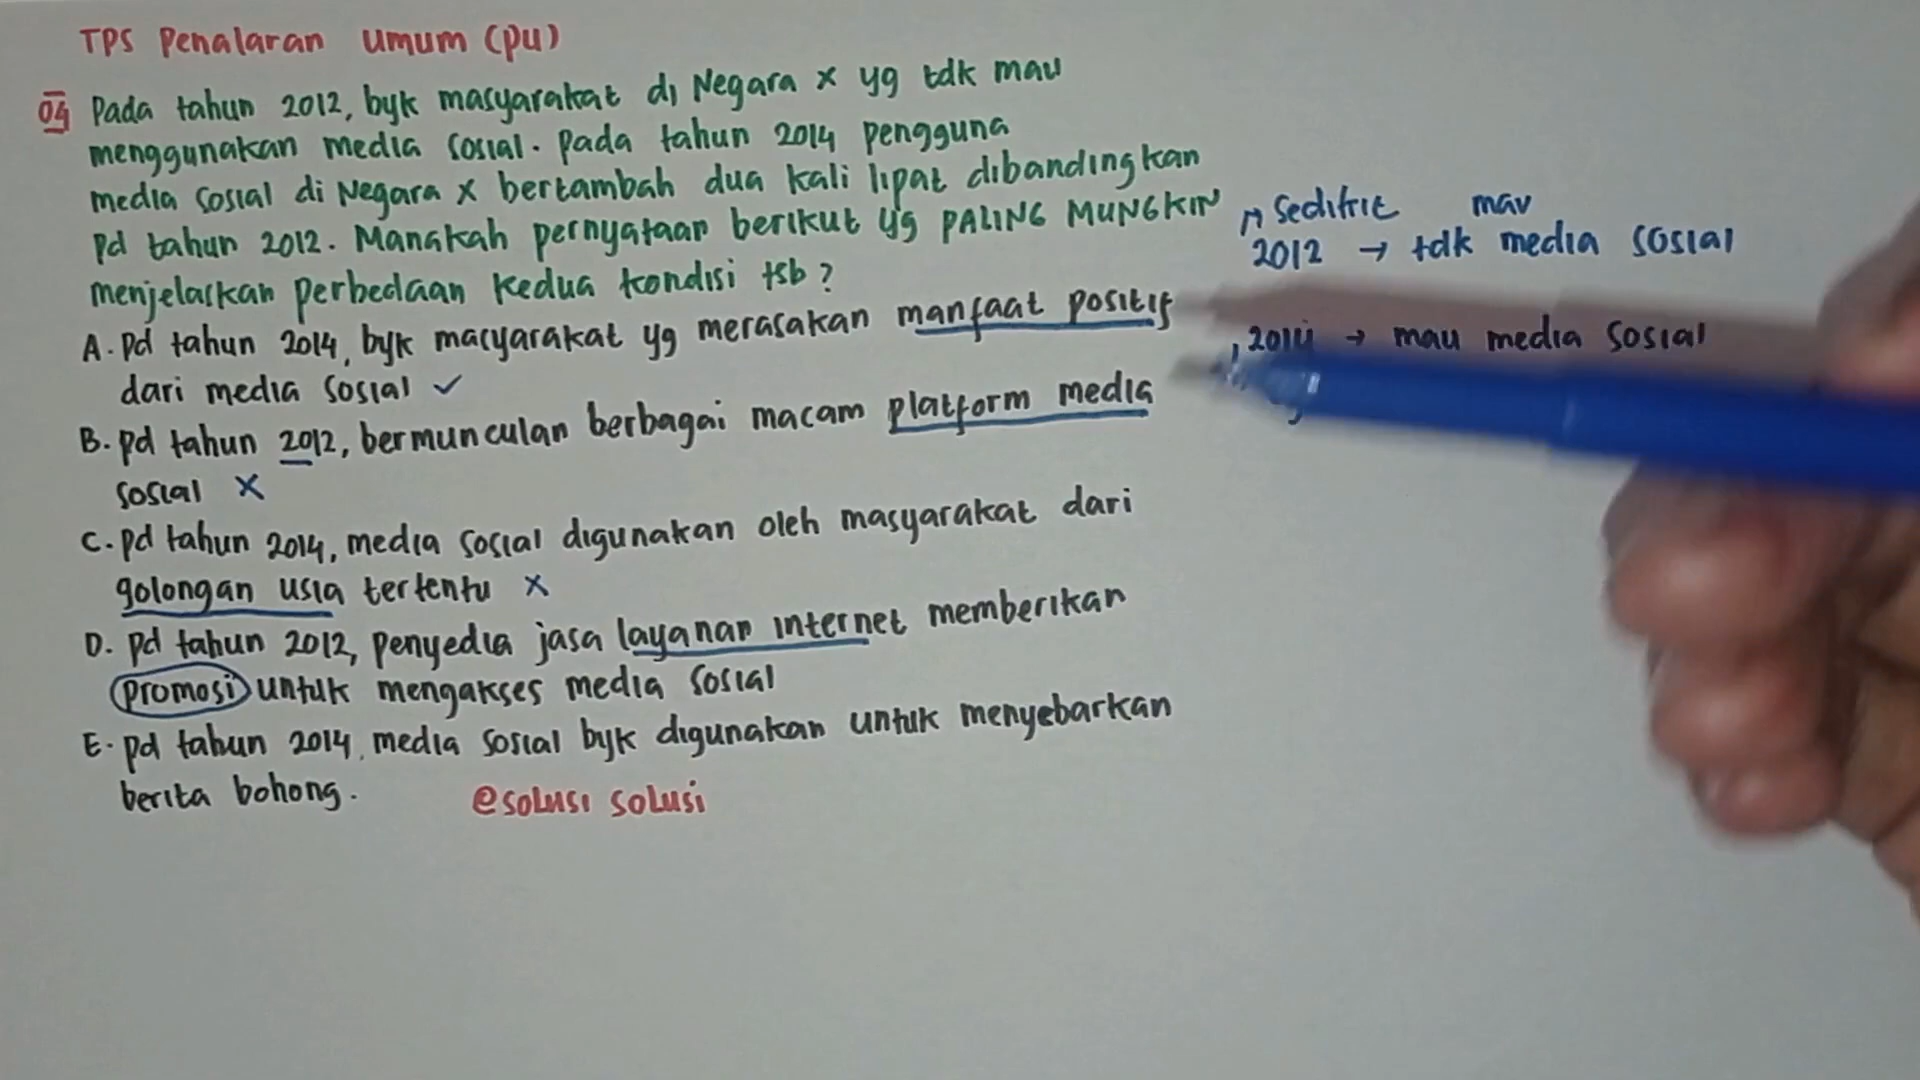 TPS Penalaran Umum (PU)
04 Pada tahun 2012, byk masyarakat di Negara x yg tdk mau
menggunakan media sosial. Pada tahun 2014 pengguna
media sosial di Negara x bertambah dua kali lipat dibandingkan
Pd tahun 2012. Manakah pernyataan berikut yg PALING MUNGKIN
menjelaskan perbedaan kedua kondisi tsb?
A. Pd tahun 2014, byk masyarakat yg merasakan manfaat positif
dari media sosial ✓
B. pd tahun 2012, bermunculan berbagai macam platform media
sosial X
C. pd tahun 2014, media sosial digunakan oleh masyarakat dari
golongan usia tertentu X
D. pd tahun 2012, penyedia jasa layanan internet memberikan
promosi untuk mengakses media sosial
E. pd tahun 2014, media sosial byk digunakan untuk menyebarkan
berita bohong.
@solusi solusi
mau
2012 → tdk media sosial
2014 → mau media sosial